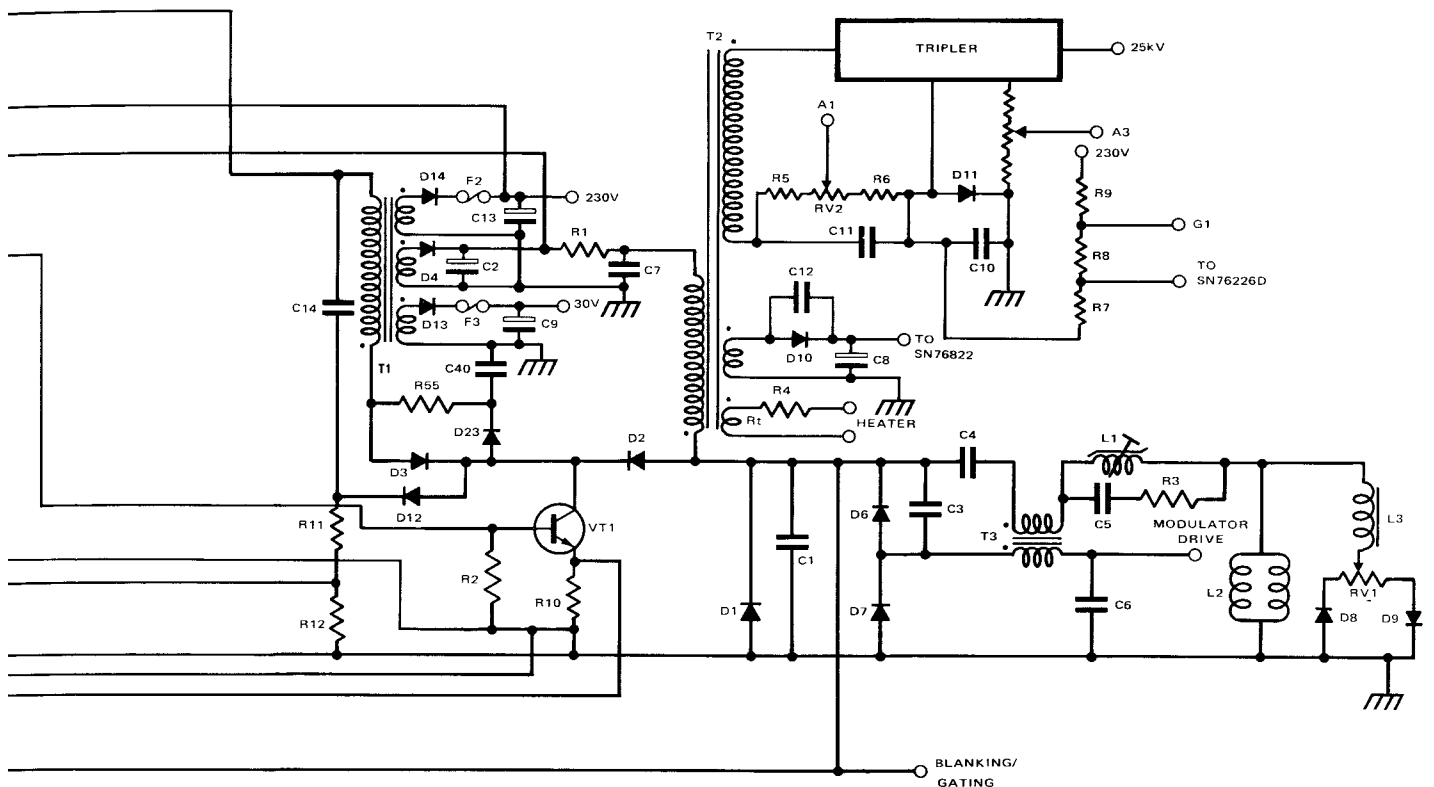 T2
TRIPLER
25kV
A1
A3
230V
D14
F2
R5
R6
D11
R9
230V
C13
RV2
G1
R1
C11
R8
D4
C2
C7
C10
TO
SN76226D
C12
R7
C14
30V
D13
F3
C9
TO
SN76822
D10
C8
T1
C40
R55
R4
Rt
HEATER
D23
D2
C4
L1
D3
D12
R3
C5
R11
VT1
D6
C3
MODULATOR
DRIVE
L3
T3
C1
R2
R10
L2
RV1
R12
D1
D7
C6
D8
D9
BLANKING/
GATING